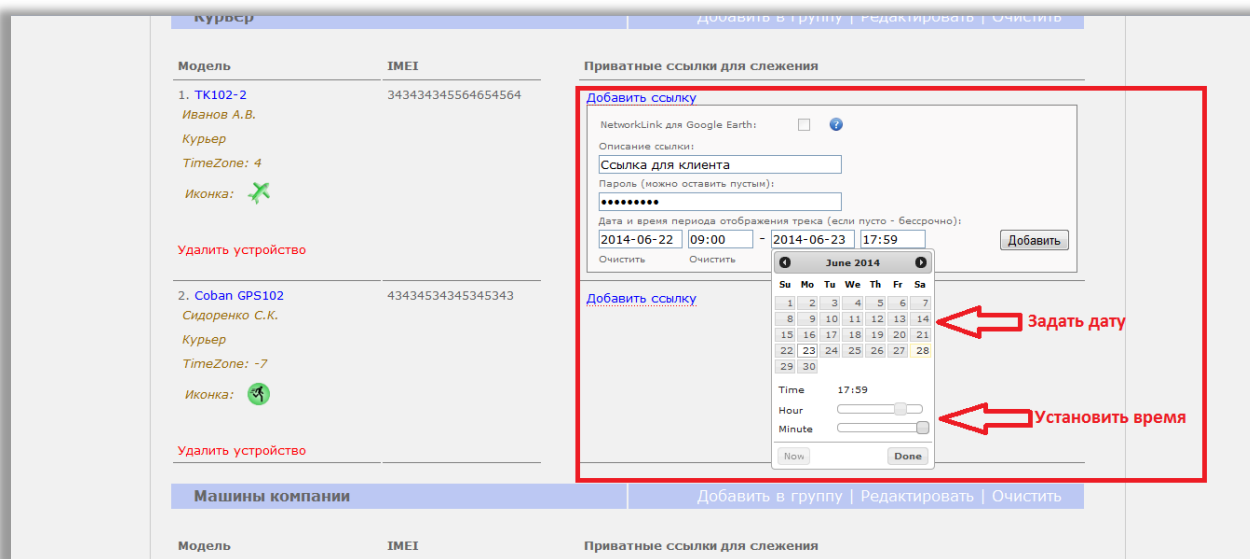 Курьер Добавить в группу | Редактировать | Очистить
Модель IMEI Приватные ссылки для слежения
1. TK102-2 343434345564654564 Добавить ссылку
Иванов А.В.
Курьер
TimeZone: 4
Иконка:
Удалить устройство
NetworkLink для Google Earth: ?
Описание ссылки:
Ссылка для клиента
Пароль (можно оставить пустым):
•••••••••
Дата и время периода отображения трека (если пусто - бессрочно):
2014-06-22 09:00 - 2014-06-23 17:59 Добавить
Очистить Очистить
June 2014
Su Mo Tu We Th Fr Sa
1 2 3 4 5 6 7
8 9 10 11 12 13 14
15 16 17 18 19 20 21
22 23 24 25 26 27 28
29 30
Time 17:59
Hour
Minute
Now Done
Задать дату
Установить время
2. Coban GPS102 43434534345345343 Добавить ссылку
Сидоренко С.К.
Курьер
TimeZone: -7
Иконка:
Удалить устройство
Машины компании Добавить в группу | Редактировать | Очистить
Модель IMEI Приватные ссылки для слежения